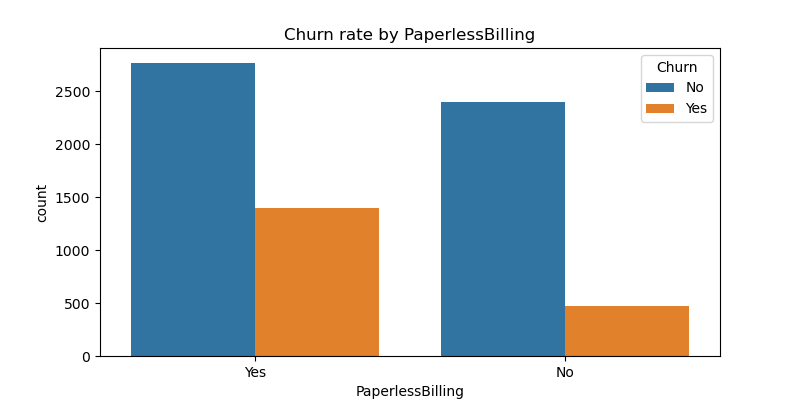 Churn rate by PaperlessBilling
Churn
No
Yes
2500
2000
1500
1000
500
0
count
Yes
No
PaperlessBilling